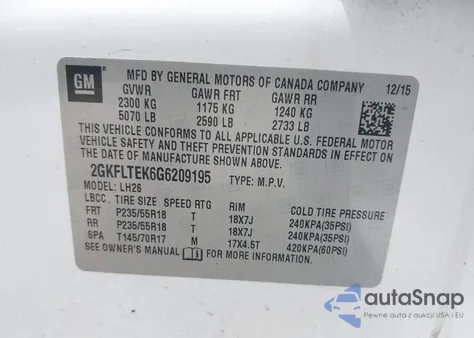 GM
MFD BY GENERAL MOTORS OF CANADA COMPANY
GVWR GAWR FRT GAWR RR 12/15
2300 KG 1175 KG 1240 KG
5070 LB 2590 LB 2733 LB
THIS VEHICLE CONFORMS TO ALL APPLICABLE U.S. FEDERAL MOTOR
VEHICLE SAFETY AND THEFT PREVENTION STANDARDS IN EFFECT
ON THE DATE OF MANUFACTURE SHOWN ABOVE.
2GKFLTEK6G6209195 TYPE: M.P.V.
MODEL: LH26
LBCC. TIRE SIZE SPEED RTG RIM COLD TIRE PRESSURE
FRT P235/55R18 T 18X7J 240KPA(35PSI)
RR P235/55R18 T 18X7J 240KPA(35PSI)
SPA T145/70R17 M 17X4.5T 420KPA(60PSI)
SEE OWNER'S MANUAL FOR MORE INFORMATION.
autaSnap
Pewne auta z aukcji w USA i EU